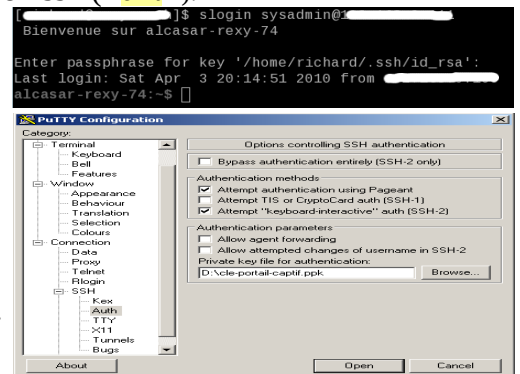 ]$ slogin sysadmin@
Bienvenue sur alcasar-rexy-74
Enter passphrase for key '/home/richard/.ssh/id_rsa':
Last login: Sat Apr 3 20:14:51 2010 from
alcasar-rexy-74:~$
PuTTY Configuration
Category:
Terminal
Keyboard
Bell
Features
Window
Appearance
Behaviour
Translation
Selection
Colours
Connection
Data
Proxy
Telnet
Rlogin
SSH
Kex
Auth
TTY
X11
Tunnels
Bugs
Options controlling SSH authentication
Bypass authentication entirely (SSH-2 only)
Authentication methods
Attempt authentication using Pageant
Attempt TIS or CryptoCard auth (SSH-1)
Attempt "keyboard-interactive" auth (SSH-2)
Authentication parameters
Allow agent forwarding
Allow attempted changes of username in SSH-2
Private key file for authentication:
D:\cle-portail-captif.ppk
Browse...
About
Open
Cancel